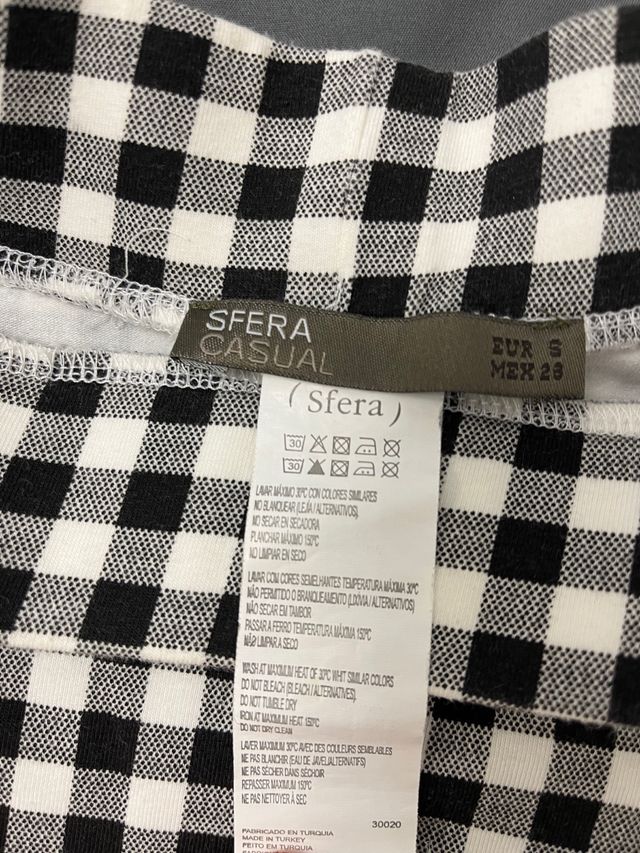 SFERA
CASUAL
EUR S
MEX 28
(Sfera)
30
30
LAVAR MÁXIMO 30ºC CON COLORES SIMILARES
NO BLANQUEAR (LEJIA / ALTERNATIVOS).
NO SECAR EN SECADORA
PLANCHAR MÁXIMO 150ºC
NO LIMPIAR EN SECO
LAVAR COM CORES SEMELHANTES TEMPERATURA MÁXIMA 30ºC
NÃO PERMITIDO O BRANQUEAMENTO (LIXIVIA / ALTERNATIVOS)
NÃO SECAR EM TAMBOR
PASSAR A FERRO TEMPERATURA MÁXIMA 150ºC
NÃO LIMPAR A SECO
WASH AT MAXIMUM HEAT OF 30ºC WHIT SIMILAR COLORS
DO NOT BLEACH (BLEACH / ALTERNATIVES).
DO NOT TUMBLE DRY
IRON AT MAXIMUM HEAT 150ºC
DO NOT DRY CLEAN
LAVER MAXIMUM 30ºC AVEC DES COULEURS SEMBLABLES
NE PAS BLANCHIR (EAU DE JAVEL/ALTERNATIFS)
NE PAS SÉCHER DANS SÉCHOIR
REPASSER MAXIMUM 150ºC
NE PAS NETTOYER À SEC
30020
FABRICADO EN TURQUIA
MADE IN TURKEY
FEITO EM TURQUIA